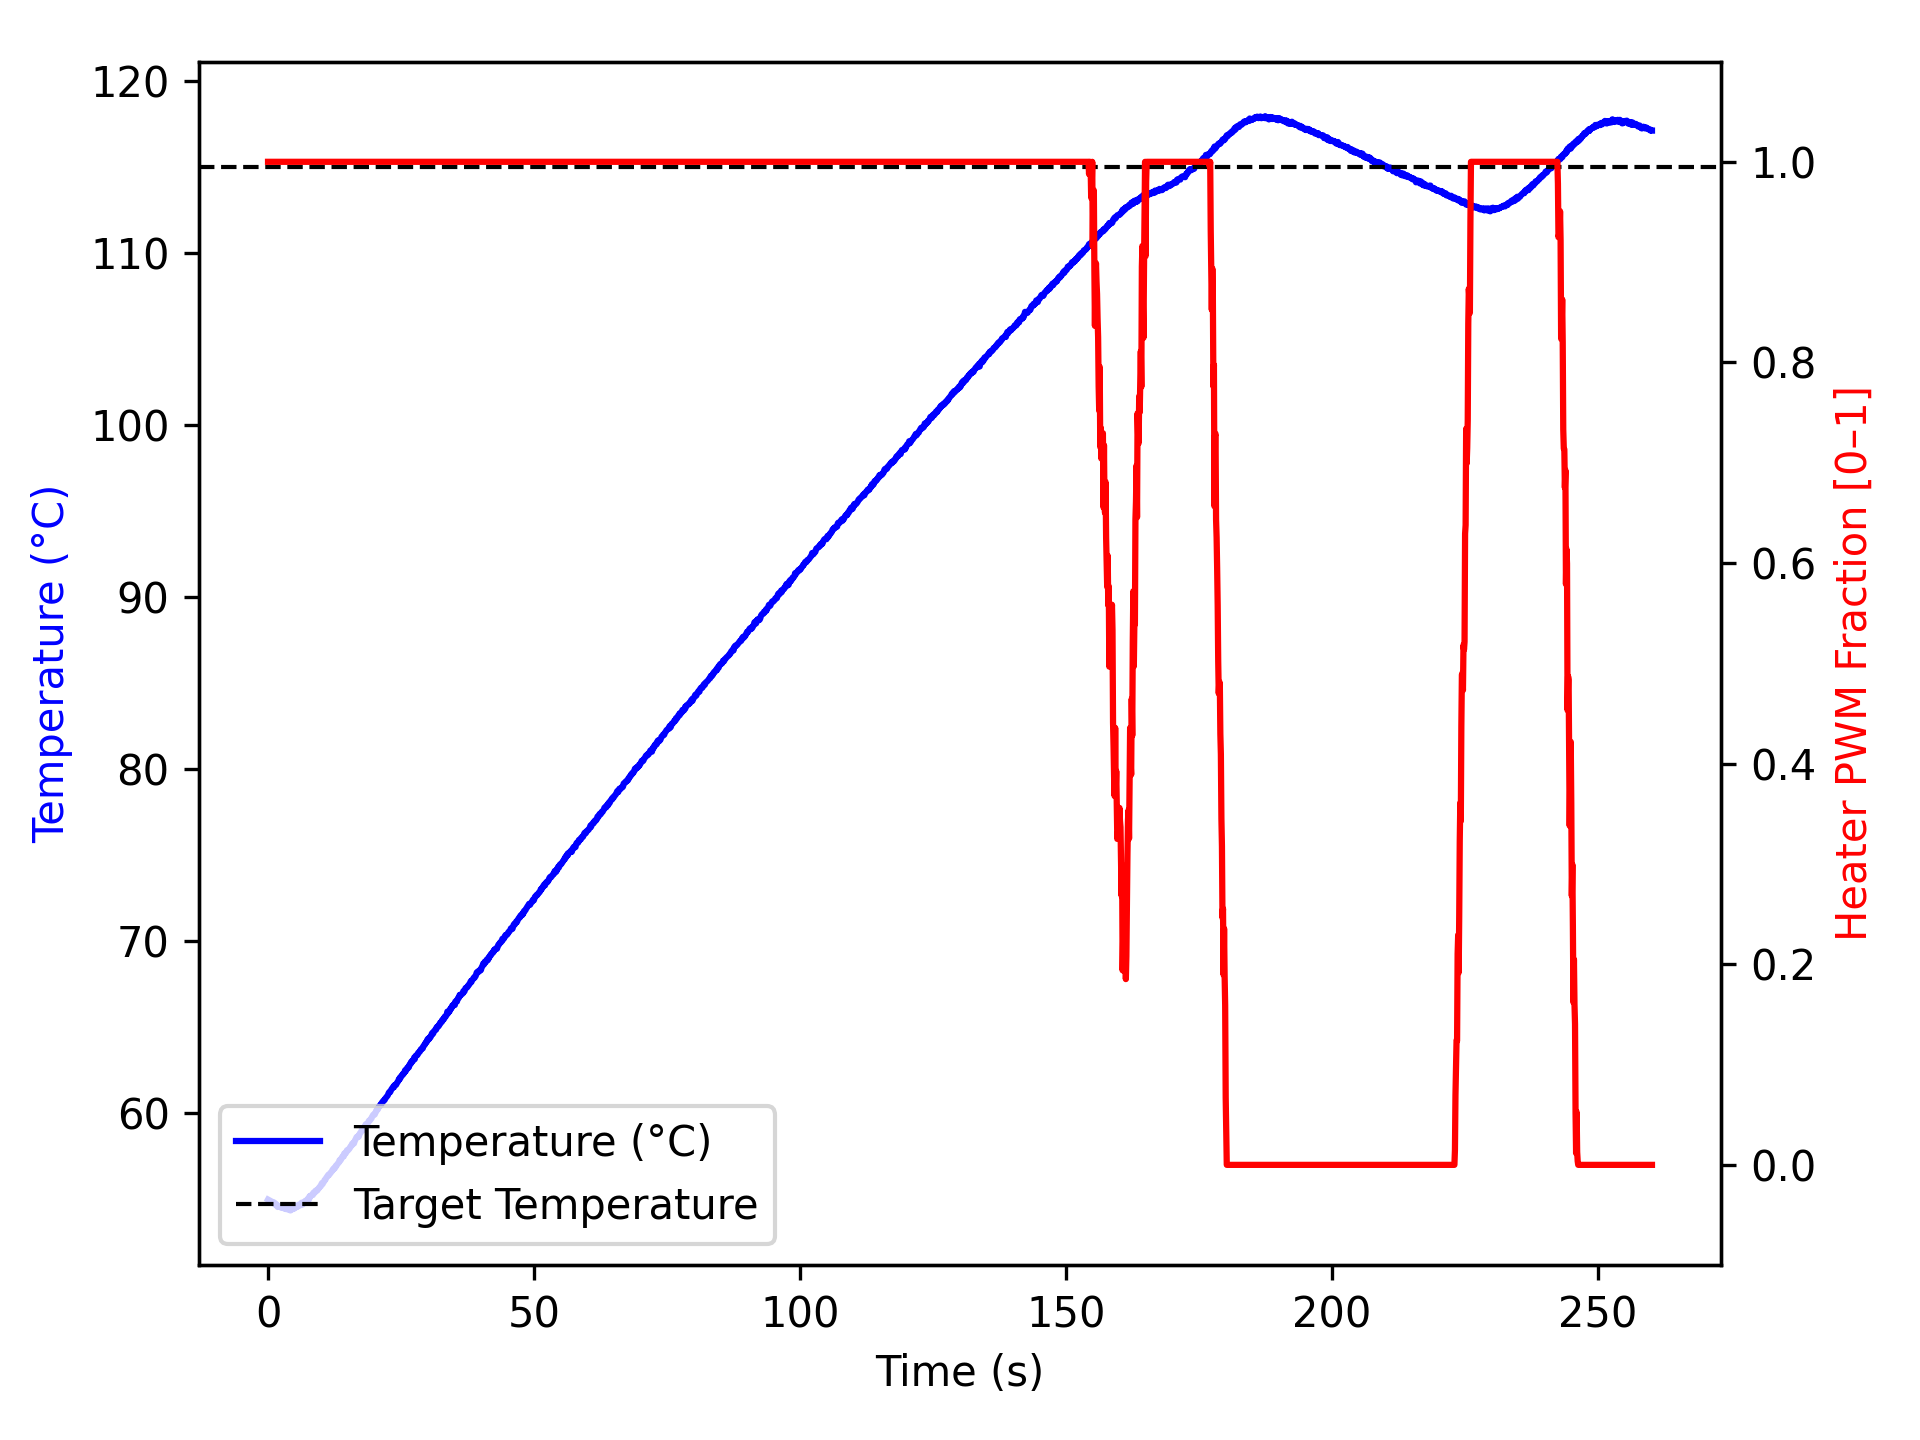 120
110
100
90
80
70
60
Temperature (°C)
1.0
0.8
0.6
0.4
0.2
0.0
Heater PWM Fraction [0–1]
Temperature (°C)
Target Temperature
0 50 100 150 200 250
Time (s)